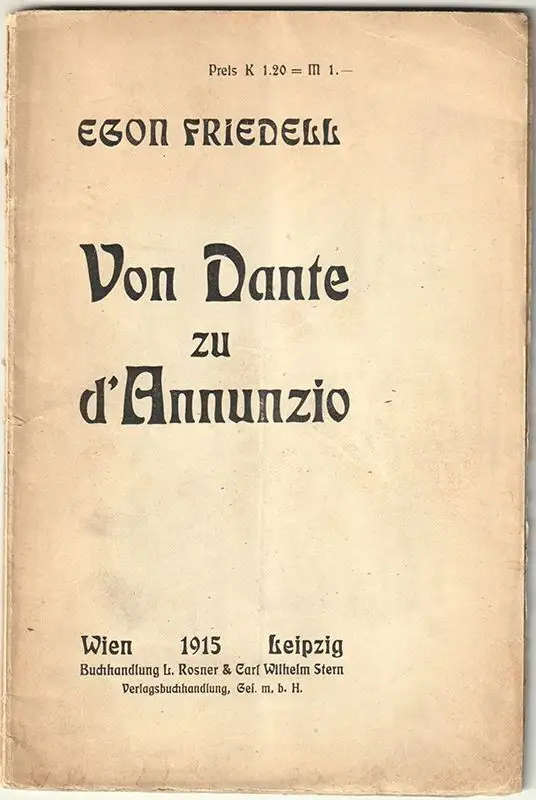 Preis K 1.20 = M 1.—
EGON FRIEDELL
Von Dante
zu
d'Annunzio
Wien 1915 Leipzig
Buchhandlung L. Rosner & Carl Wilhelm Stern
Verlagsbuchhandlung, Ges. m. b. H.